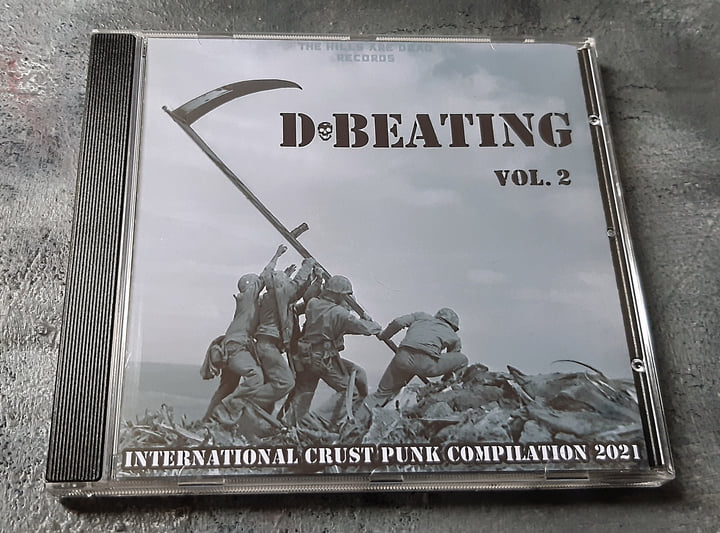 THE HILLS ARE DEAD
RECORDS
D BEATING
VOL. 2
INTERNATIONAL CRUST PUNK COMPILATION 2021